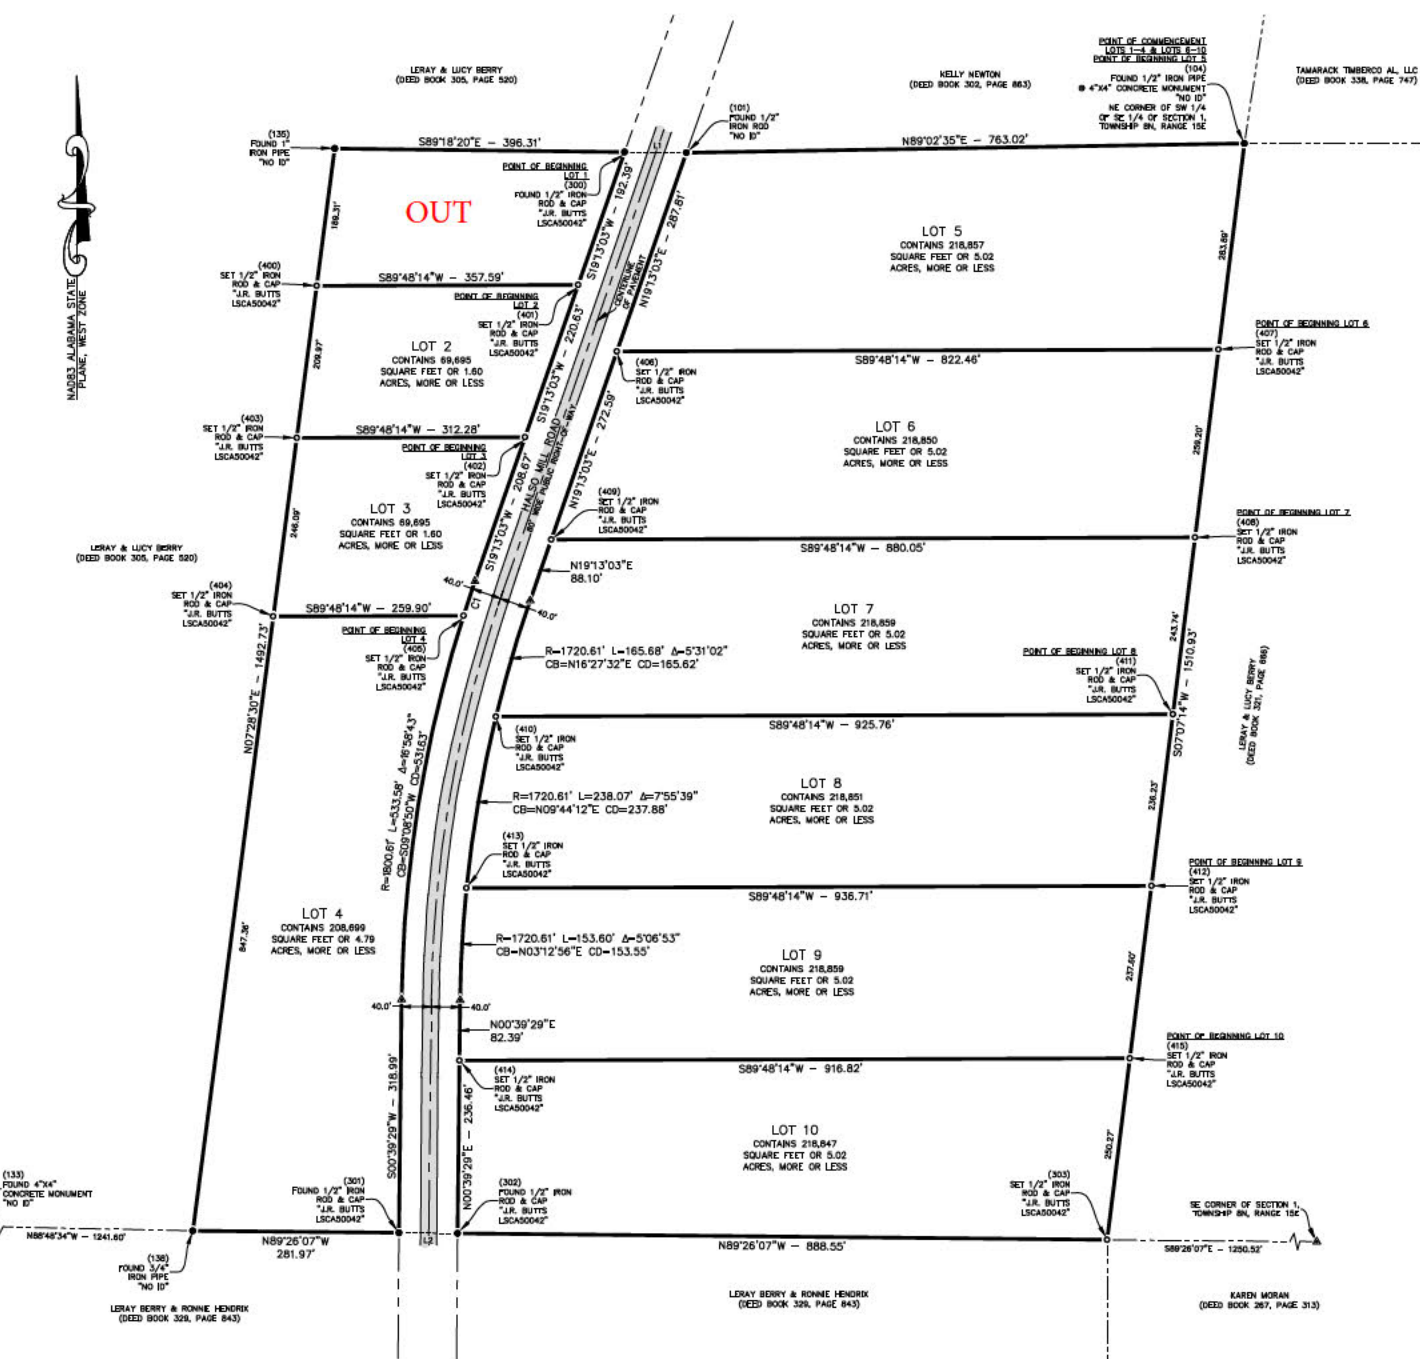 LERAY & LUCY BERRY
(DEED BOOK 305, PAGE 520)
KELLY NEWTON
(DEED BOOK 302, PAGE 863)
POINT OF COMMENCEMENT
LOTS 1-4 & LOTS 6-10
POINT OF BEGINNING LOT 5
(104)
FOUND 1/2" IRON PIPE
@ 4"X4" CONCRETE MONUMENT
"NO ID"
NE CORNER OF SW 1/4
OF SE 1/4 OF SECTION 1,
TOWNSHIP 8N, RANGE 15E
TAMARACK TIMBERCO AL, LLC
(DEED BOOK 338, PAGE 747)
(135)
FOUND 1"
IRON PIPE
"NO ID"
S89°18'20"E - 396.31'
(101)
FOUND 1/2"
IRON ROD
"NO ID"
L1
N89°02'35"E - 763.02'
POINT OF BEGINNING
LOT 1
(300)
FOUND 1/2" IRON
ROD & CAP
"J.R. BUTTS
LSCA50042"
OUT
189.31'
S19°13'03"W - 192.39'
N19°13'03"E - 287.81'
CENTERLINE
OF PAVEMENT
LOT 5
CONTAINS 218,857
SQUARE FEET OR 5.02
ACRES, MORE OR LESS
283.89'
NAD83 ALABAMA STATE
PLANE, WEST ZONE
(400)
SET 1/2" IRON
ROD & CAP
"J.R. BUTTS
LSCA50042"
S89°48'14"W - 357.59'
POINT OF BEGINNING
LOT 2
(401)
SET 1/2" IRON
ROD & CAP
"J.R. BUTTS
LSCA50042"
LOT 2
CONTAINS 69,695
SQUARE FEET OR 1.60
ACRES, MORE OR LESS
209.97'
S19°13'03"W - 220.63'
(406)
SET 1/2" IRON
ROD & CAP
"J.R. BUTTS
LSCA50042"
S89°48'14"W - 822.46'
POINT OF BEGINNING LOT 6
(407)
SET 1/2" IRON
ROD & CAP
"J.R. BUTTS
LSCA50042"
(403)
SET 1/2" IRON
ROD & CAP
"J.R. BUTTS
LSCA50042"
S89°48'14"W - 312.28'
POINT OF BEGINNING
LOT 3
(402)
SET 1/2" IRON
ROD & CAP
"J.R. BUTTS
LSCA50042"
HALSO MILL ROAD
80' WIDE PUBLIC RIGHT-OF-WAY
N19°13'03"E - 272.59'
LOT 6
CONTAINS 218,850
SQUARE FEET OR 5.02
ACRES, MORE OR LESS
259.20'
LOT 3
CONTAINS 69,695
SQUARE FEET OR 1.60
ACRES, MORE OR LESS
246.09'
S19°13'03"W - 208.67'
(409)
SET 1/2" IRON
ROD & CAP
"J.R. BUTTS
LSCA50042"
S89°48'14"W - 880.05'
POINT OF BEGINNING LOT 7
(408)
SET 1/2" IRON
ROD & CAP
"J.R. BUTTS
LSCA50042"
LERAY & LUCY BERRY
(DEED BOOK 305, PAGE 520)
(404)
SET 1/2" IRON
ROD & CAP
"J.R. BUTTS
LSCA50042"
S89°48'14"W - 259.90'
40.0'
C1
40.0'
N19°13'03"E
88.10'
POINT OF BEGINNING
LOT 4
(405)
SET 1/2" IRON
ROD & CAP
"J.R. BUTTS
LSCA50042"
LOT 7
CONTAINS 218,859
SQUARE FEET OR 5.02
ACRES, MORE OR LESS
243.74'
R=1720.61' L=165.68' Δ=5°31'02"
CB=N16°27'32"E CD=165.62'
POINT OF BEGINNING LOT 8
(411)
SET 1/2" IRON
ROD & CAP
"J.R. BUTTS
LSCA50042"
N07°28'30"E - 1492.73'
S07°07'14"W - 1510.93'
LERAY & LUCY BERRY
(DEED BOOK 321, PAGE 666)
(410)
SET 1/2" IRON
ROD & CAP
"J.R. BUTTS
LSCA50042"
S89°48'14"W - 925.76'
R=1800.61' L=533.58' Δ=16°58'43"
CB=S09°08'50"W CD=531.63'
R=1720.61' L=238.07' Δ=7°55'39"
CB=N09°44'12"E CD=237.88'
LOT 8
CONTAINS 218,851
SQUARE FEET OR 5.02
ACRES, MORE OR LESS
236.23'
(413)
SET 1/2" IRON
ROD & CAP
"J.R. BUTTS
LSCA50042"
S89°48'14"W - 936.71'
POINT OF BEGINNING LOT 9
(412)
SET 1/2" IRON
ROD & CAP
"J.R. BUTTS
LSCA50042"
LOT 4
CONTAINS 208,699
SQUARE FEET OR 4.79
ACRES, MORE OR LESS
847.36'
R=1720.61' L=153.60' Δ=5°06'53"
CB=N03°12'56"E CD=153.55'
LOT 9
CONTAINS 218,859
SQUARE FEET OR 5.02
ACRES, MORE OR LESS
237.60'
40.0'
40.0'
N00°39'29"E
82.39'
POINT OF BEGINNING LOT 10
(415)
SET 1/2" IRON
ROD & CAP
"J.R. BUTTS
LSCA50042"
(414)
SET 1/2" IRON
ROD & CAP
"J.R. BUTTS
LSCA50042"
S89°48'14"W - 916.82'
S00°39'29"W - 318.99'
N00°39'29"E - 236.46'
LOT 10
CONTAINS 218,847
SQUARE FEET OR 5.02
ACRES, MORE OR LESS
250.27'
(133)
FOUND 4"X4"
CONCRETE MONUMENT
"NO ID"
(301)
FOUND 1/2" IRON
ROD & CAP
"J.R. BUTTS
LSCA50042"
(302)
FOUND 1/2" IRON
ROD & CAP
"J.R. BUTTS
LSCA50042"
(303)
SET 1/2" IRON
ROD & CAP
"J.R. BUTTS
LSCA50042"
SE CORNER OF SECTION 1,
TOWNSHIP 8N, RANGE 15E
N88°48'34"W - 1241.60'
N89°26'07"W
281.97'
L2
N89°26'07"W - 888.55'
S89°26'07"E - 1250.52'
(138)
FOUND 3/4"
IRON PIPE
"NO ID"
LERAY BERRY & RONNIE HENDRIX
(DEED BOOK 329, PAGE 843)
LERAY BERRY & RONNIE HENDRIX
(DEED BOOK 329, PAGE 843)
KAREN MORAN
(DEED BOOK 267, PAGE 313)